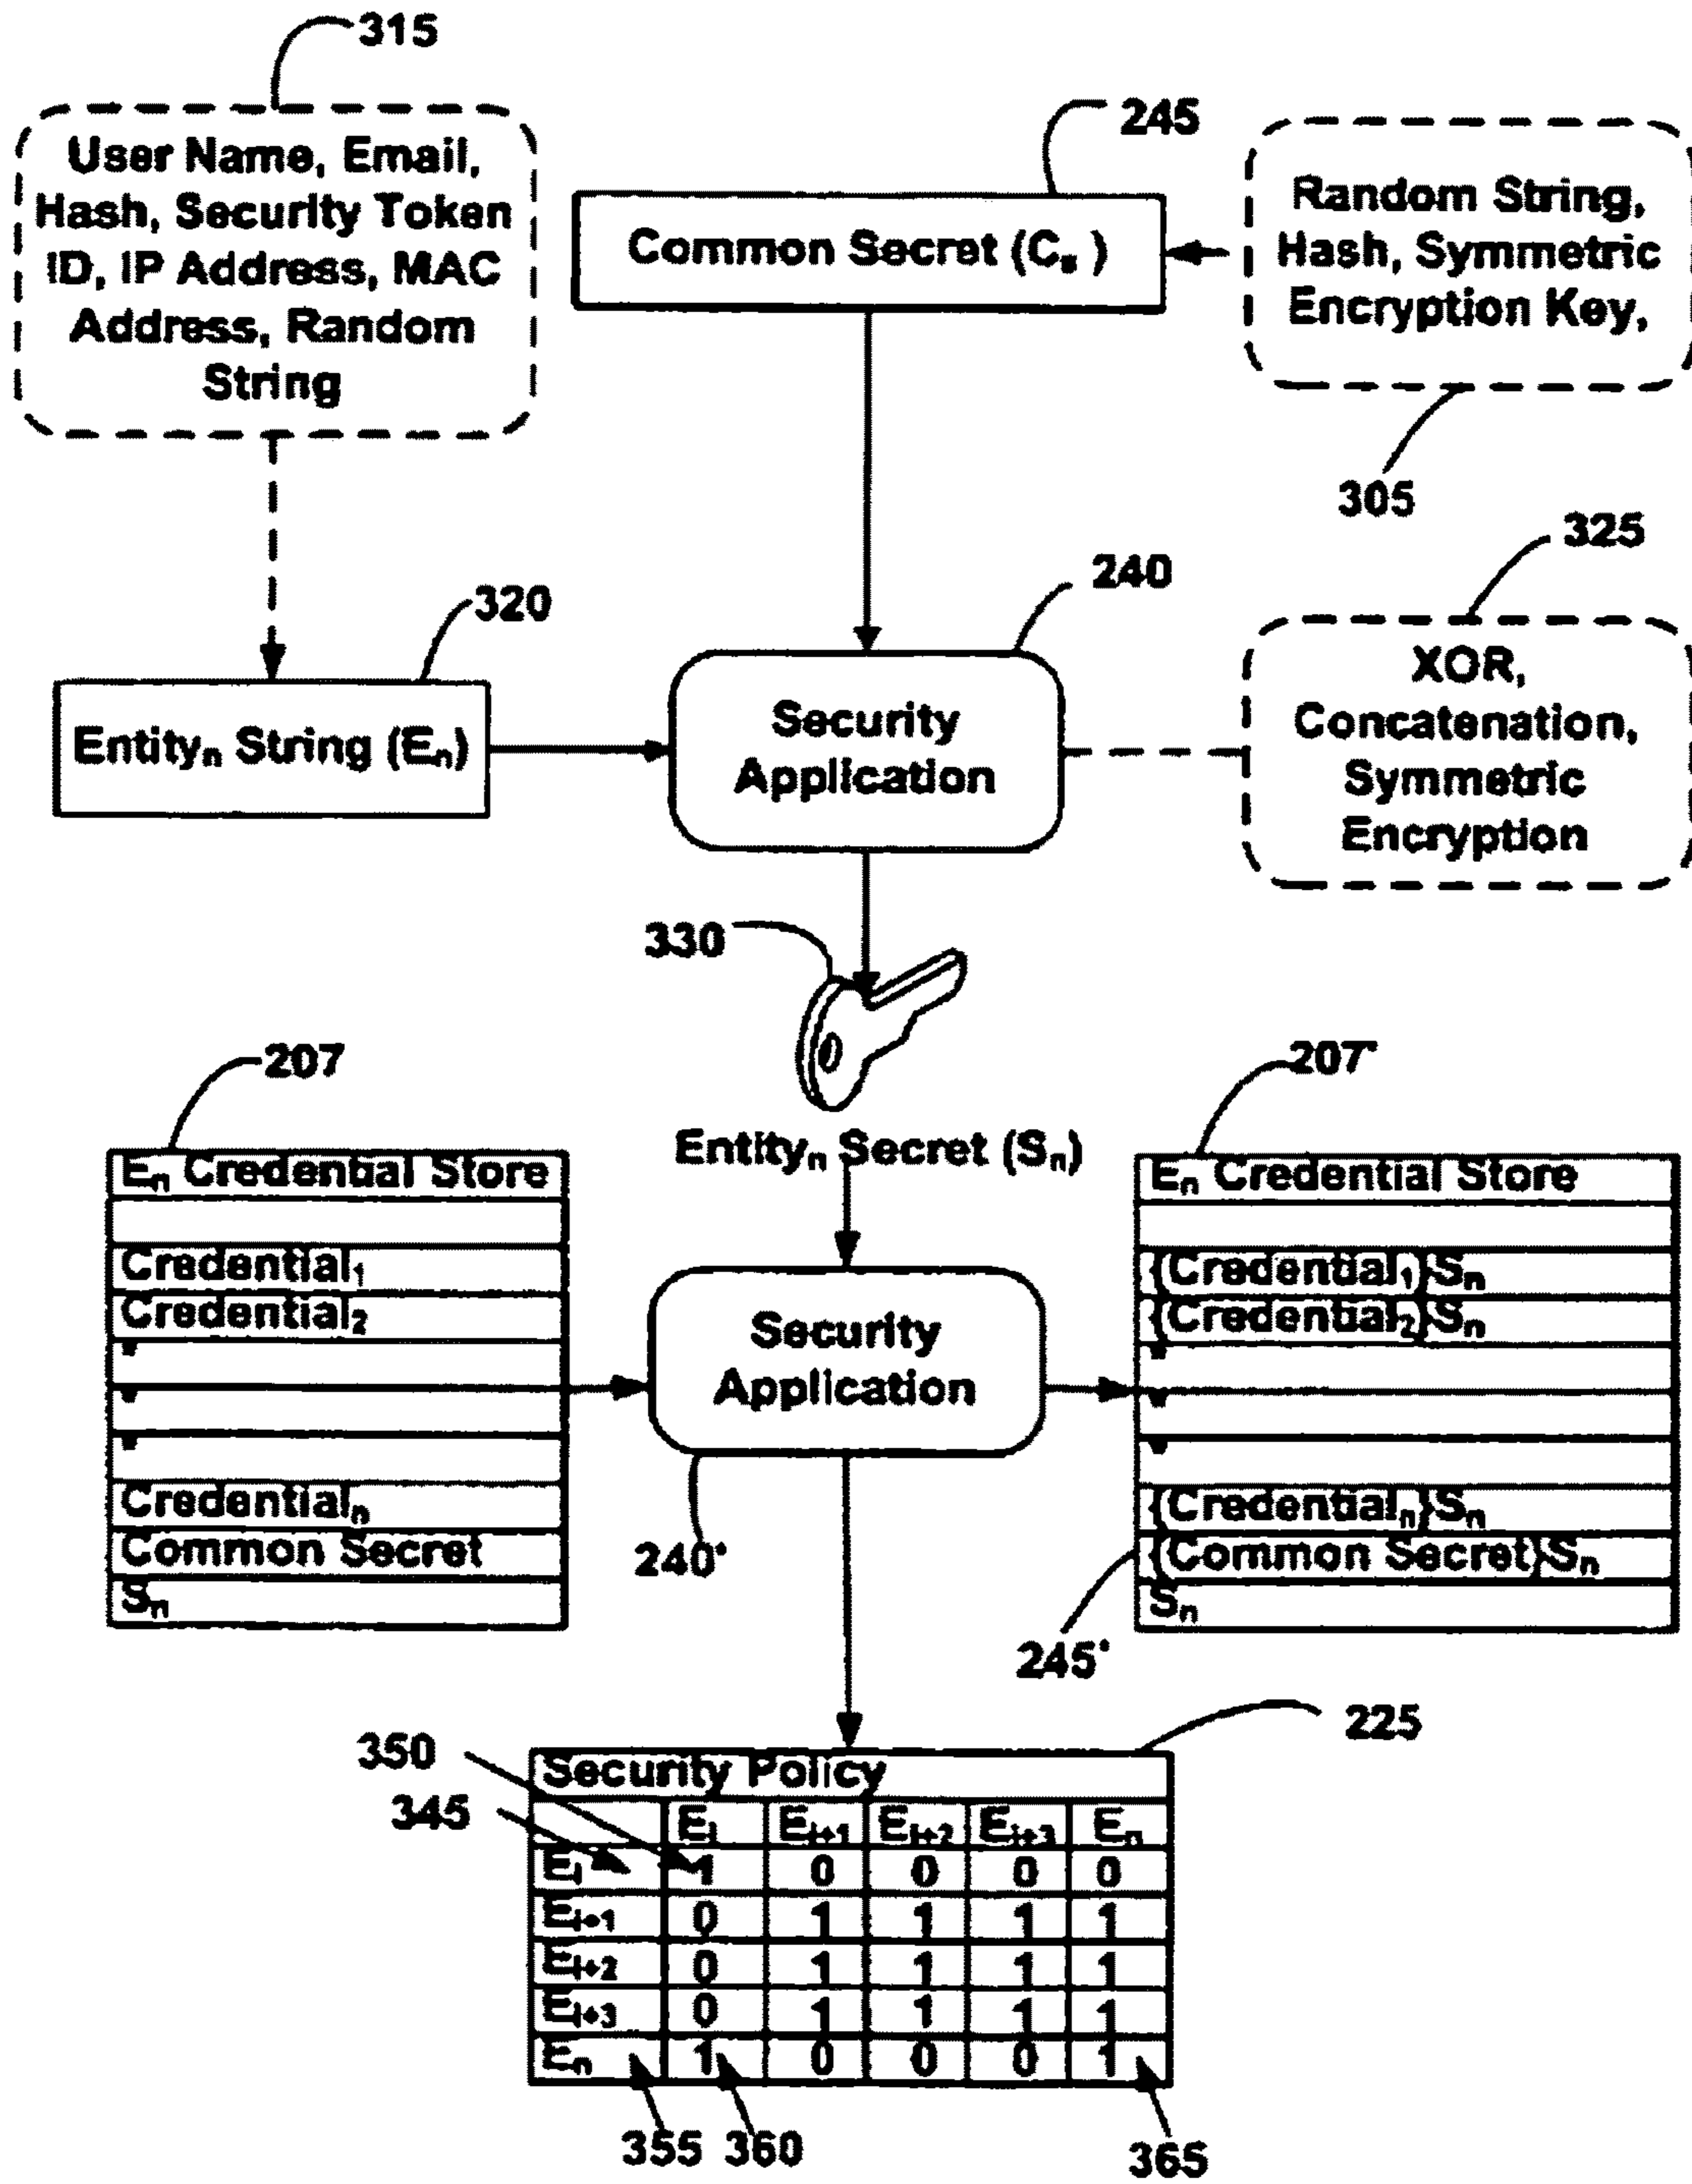 315
User Name, Email,
Hash, Security Token
ID, IP Address, MAC
Address, Random
String
245
Common Secret (Cₛ )
Random String,
Hash, Symmetric
Encryption Key,
305
325
240
320
Entityₙ String (Eₙ)
Security
Application
XOR,
Concatenation,
Symmetric
Encryption
330
Entityₙ Secret (Sₙ)
207
Eₙ Credential Store
Credential₁
Credential₂
"
"
"
Credentialₙ
Common Secret
Sₙ
Security
Application
240'
207'
Eₙ Credential Store
{Credential₁}Sₙ
{Credential₂}Sₙ
"
"
"
{Credentialₙ}Sₙ
{Common Secret}Sₙ
Sₙ
245'
225
350
345
Security Policy
Eᵢ Eᵢ₊₁ Eᵢ₊₂ Eᵢ₊₃ Eₙ
Eⱼ 1 0 0 0 0
Eⱼ₊₁ 0 1 1 1 1
Eⱼ₊₂ 0 1 1 1 1
Eⱼ₊₃ 0 1 1 1 1
Eₙ 1 0 0 0 1
355 360 365